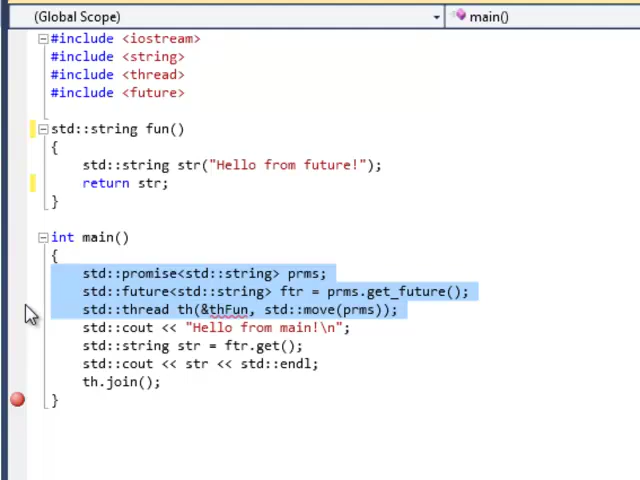 (Global Scope)
main()
#include <iostream>
#include <string>
#include <thread>
#include <future>
std::string fun()
{
std::string str("Hello from future!");
return str;
}
int main()
{
std::promise<std::string> prms;
std::future<std::string> ftr = prms.get_future();
std::thread th(&thFun, std::move(prms));
std::cout << "Hello from main!\n";
std::string str = ftr.get();
std::cout << str << std::endl;
th.join();
}